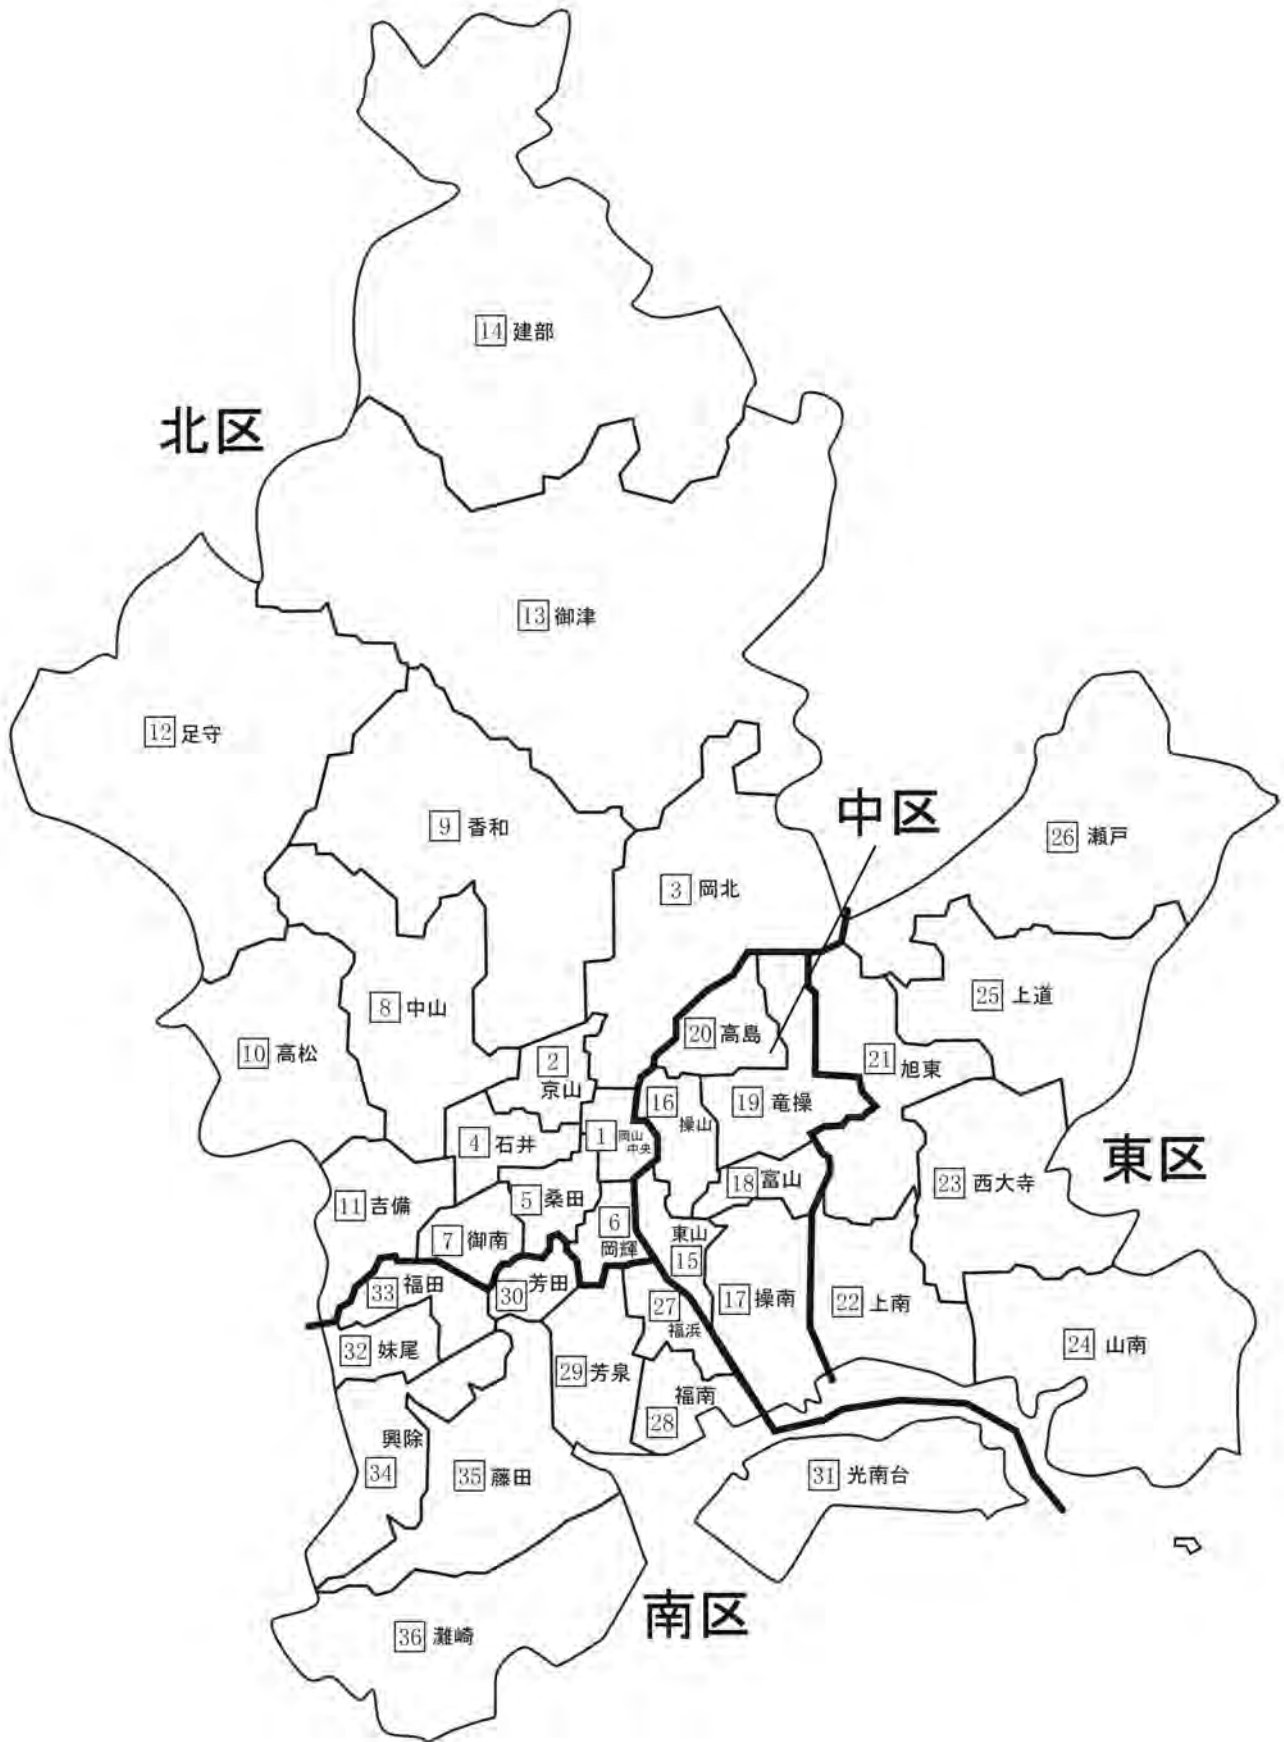 14 建部
北区
13 御津
12 足守
中区
9 香和
26 瀬戸
3 岡北
25 上道
8 中山
20 高島
10 高松
2
京山
21
旭東
16
操山
19 竜操
4 石井
1 岡山
中央
東区
18 富山
23 西大寺
5 桑田
11 吉備
6
岡輝
7 御南
東山
15
33 福田
30 芳田
17 操南
22 上南
27
福浜
32 妹尾
24 山南
29 芳泉
福南
28
興除
34
35 藤田
31 光南台
南区
36 灘崎